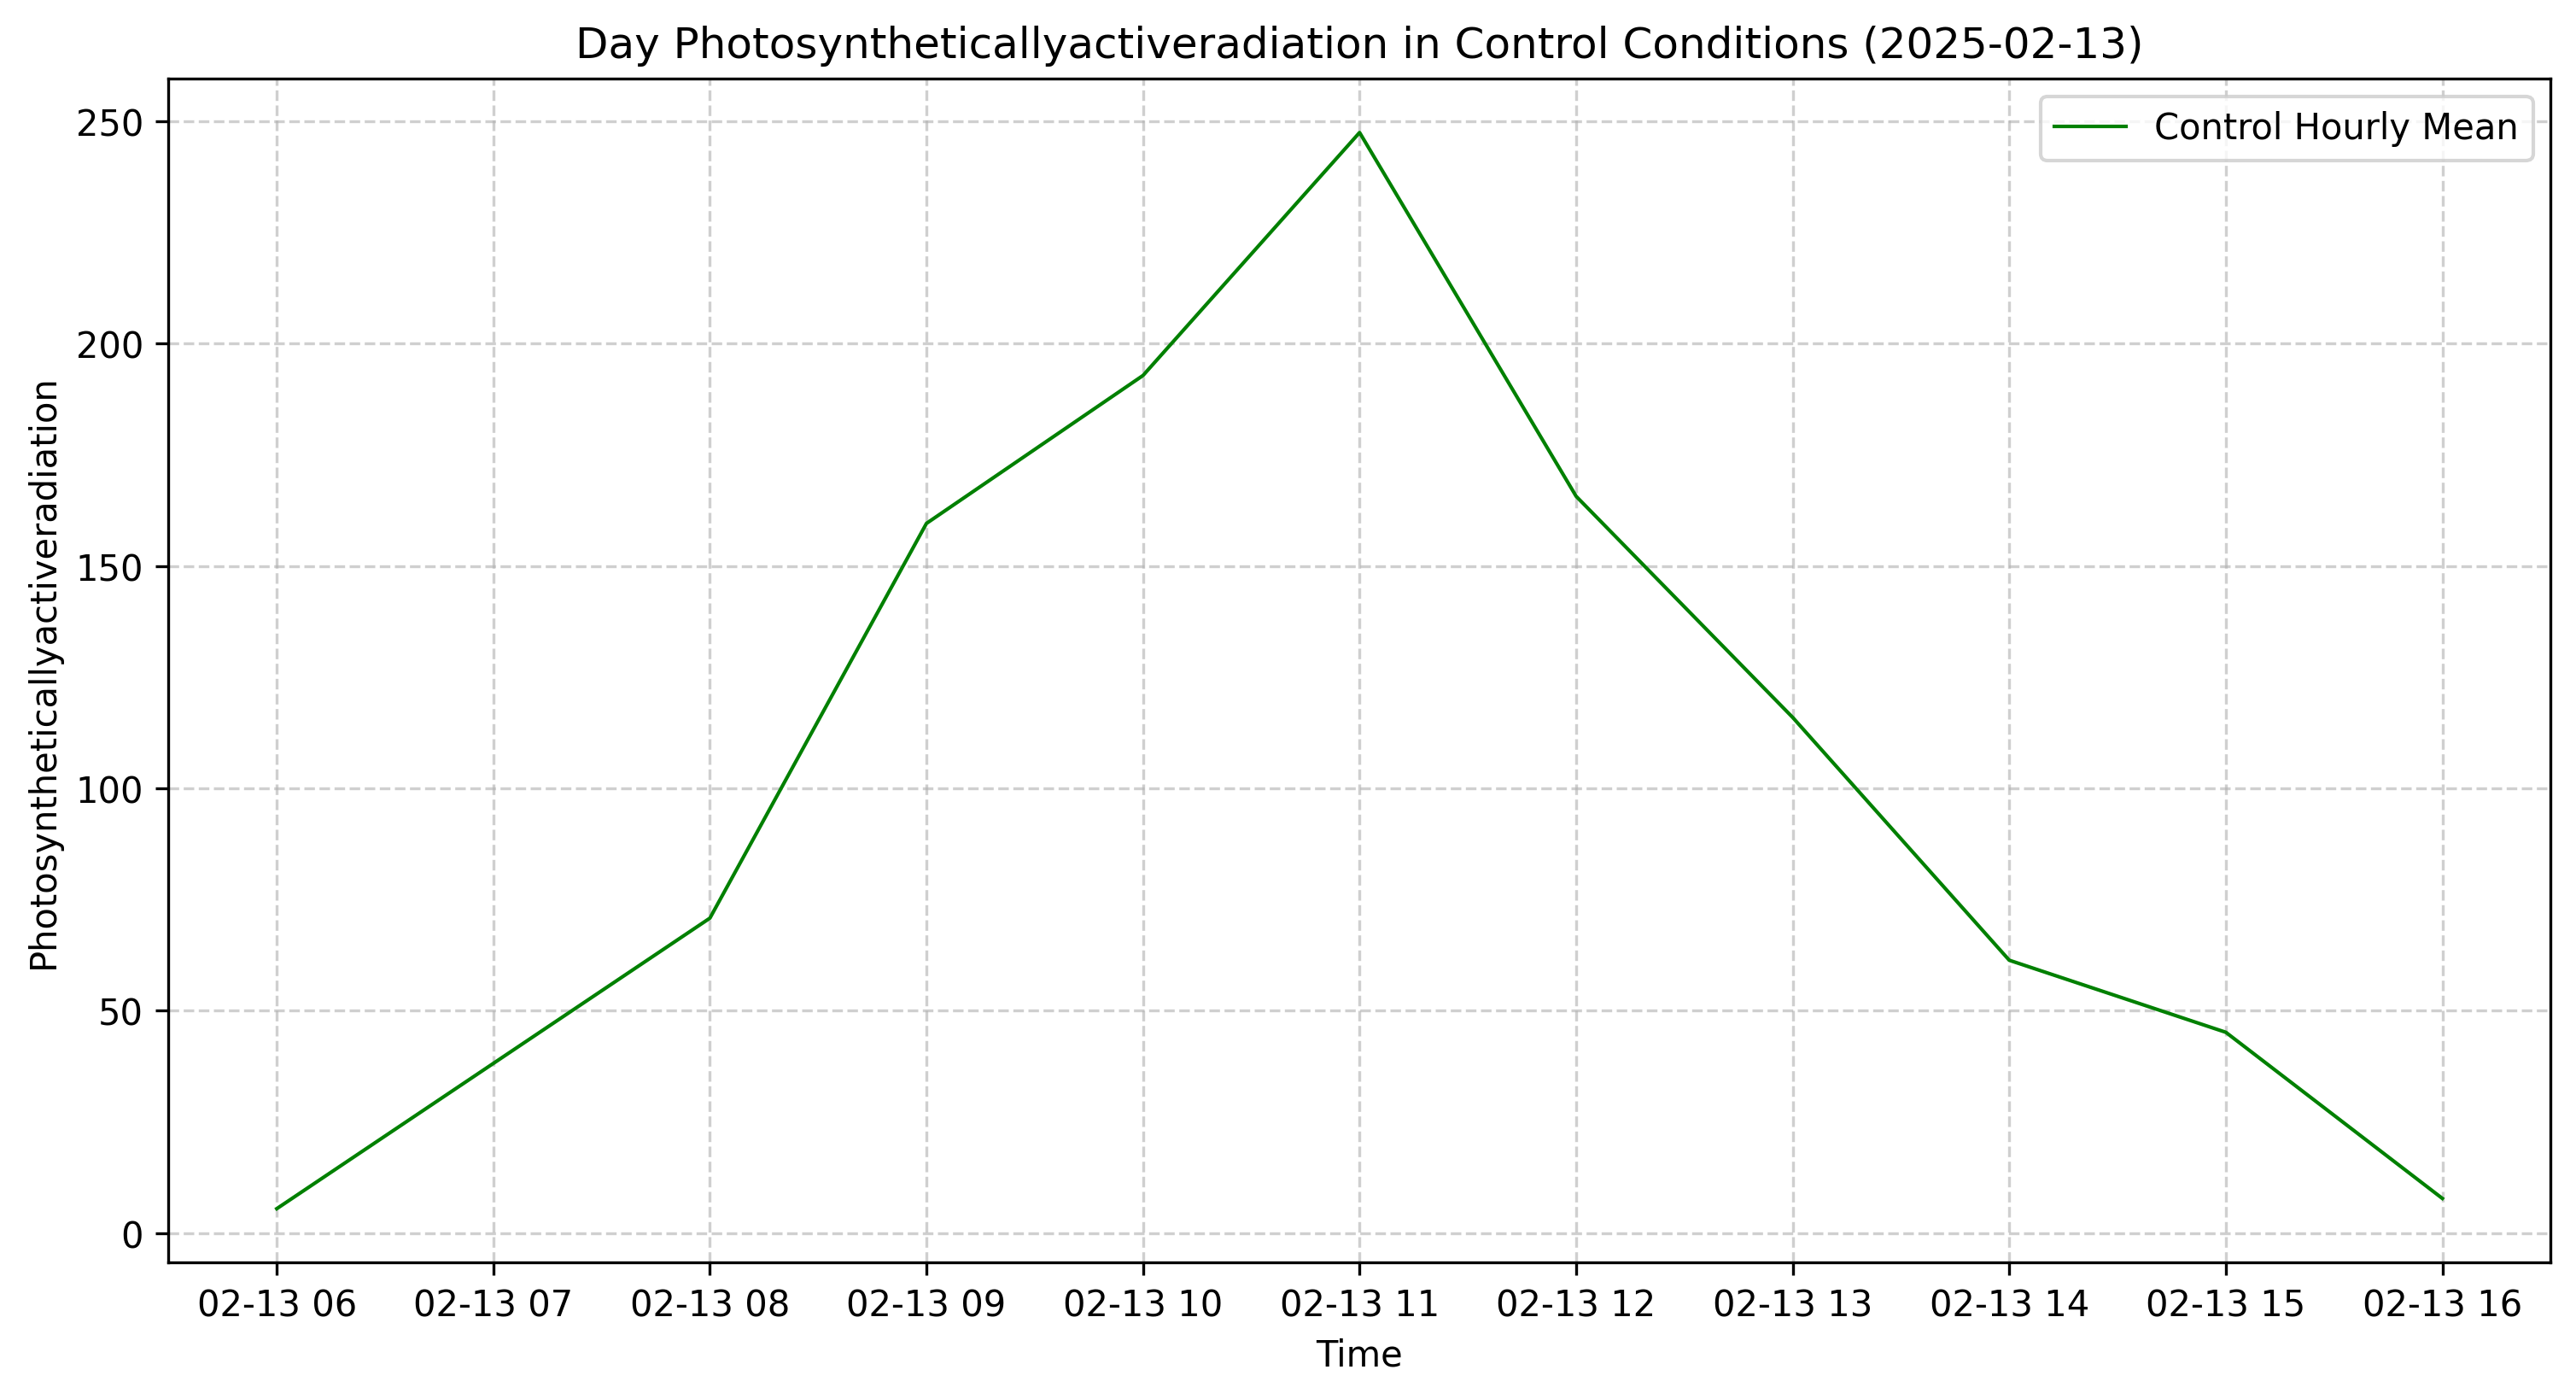 Day Photosyntheticallyactiveradiation in Control Conditions (2025-02-13)
Control Hourly Mean
Photosyntheticallyactiveradiation
250
200
150
100
50
0
02-13 06 02-13 07 02-13 08 02-13 09 02-13 10 02-13 11 02-13 12 02-13 13 02-13 14 02-13 15 02-13 16
Time